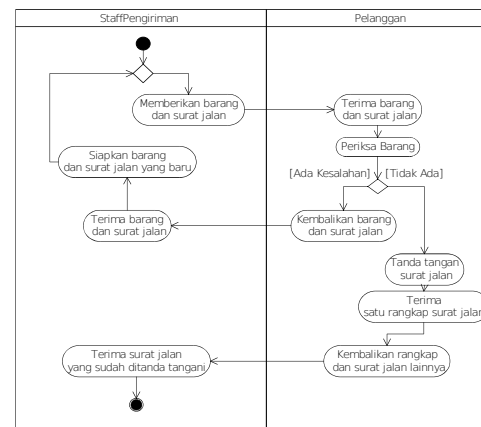 StaffPengiriman
Pelanggan
Memberikan barang
dan surat jalan
Terima barang
dan surat jalan
Periksa Barang
Siapkan barang
dan surat jalan yang baru
[Ada Kesalahan]
[Tidak Ada]
Terima barang
dan surat jalan
Kembalikan barang
dan surat jalan
Tanda tangan
surat jalan
Terima
satu rangkap surat jalan
Terima surat jalan
yang sudah ditanda tangani
Kembalikan rangkap
dan surat jalan lainnya